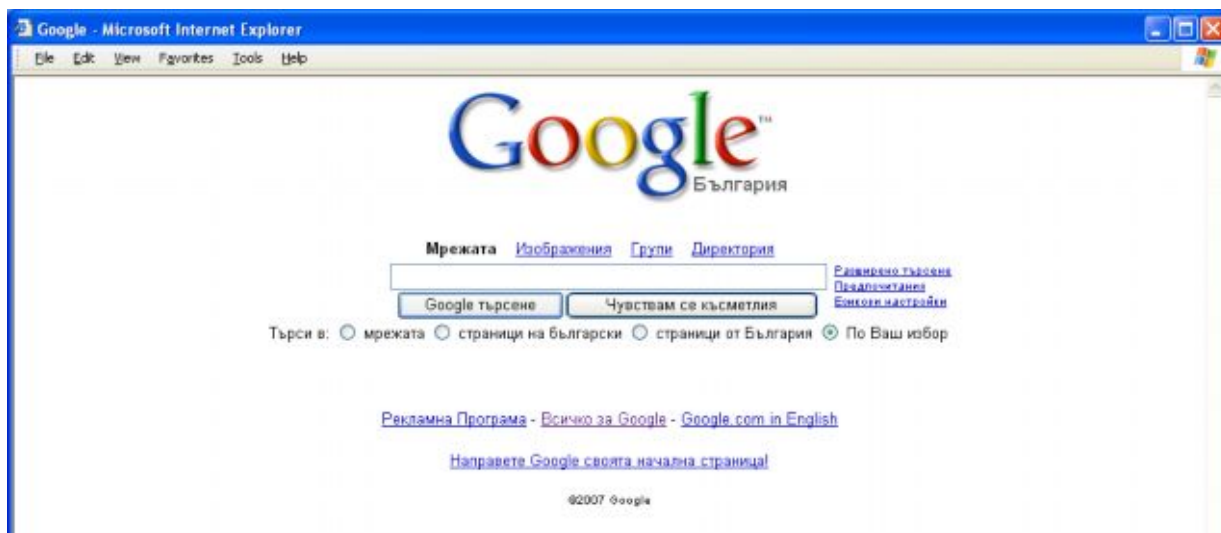 Google - Microsoft Internet Explorer
File Edit View Favorites Tools Help
Google™
България
Мрежата Изображения Групи Директория
Разширено търсене
Предпочитания
Езикови настройки
Google търсене Чувствам се късметлия
Търси в: мрежата страници на български страници от България По Ваш избор
Рекламна Програма - Всичко за Google - Google.com in English
Направете Google своята начална страница!
©2007 Google